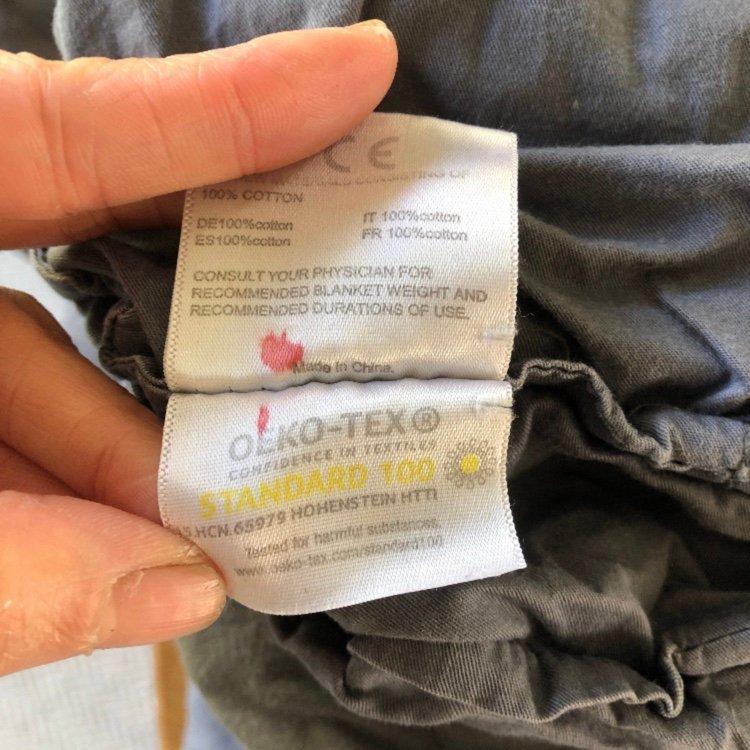 CE
CONSISTING OF
100% COTTON
DE100%cotton IT 100%cotton
ES100%cotton FR 100%cotton
CONSULT YOUR PHYSICIAN FOR
RECOMMENDED BLANKET WEIGHT AND
RECOMMENDED DURATIONS OF USE.
Made in China.
OEKO-TEX®
CONFIDENCE IN TEXTILES
STANDARD 100
HCN.65979 HOHENSTEIN HTTI
Tested for harmful substances.
www.oeko-tex.com/standard100